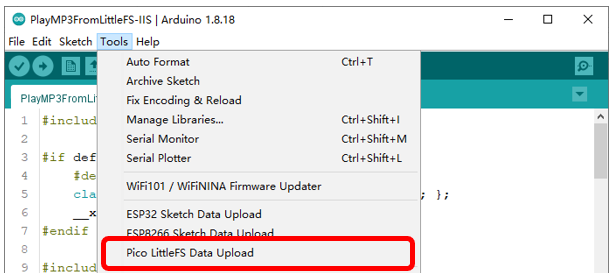 PlayMP3FromLittleFS-IIS | Arduino 1.8.18
File Edit Sketch Tools Help
Auto Format Ctrl+T
Archive Sketch
Fix Encoding & Reload
Manage Libraries... Ctrl+Shift+I
Serial Monitor Ctrl+Shift+M
Serial Plotter Ctrl+Shift+L
WiFi101 / WiFiNINA Firmware Updater
ESP32 Sketch Data Upload
ESP8266 Sketch Data Upload
Pico LittleFS Data Upload
PlayMP3FromLit
1 #includ
2
3 #if def
4 #de
5 cla ; };
6 __x
7 #endif
8
9 #includ